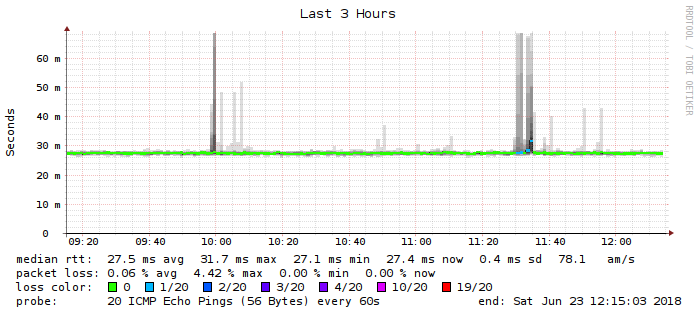 Last 3 Hours
RRDTOOL / TOBI OETIKER
Seconds
60 m
50 m
40 m
30 m
20 m
10 m
0
09:20 09:40 10:00 10:20 10:40 11:00 11:20 11:40 12:00
median rtt: 27.5 ms avg 31.7 ms max 27.1 ms min 27.4 ms now 0.4 ms sd 78.1 am/s
packet loss: 0.06 % avg 4.42 % max 0.00 % min 0.00 % now
loss color: 0 1/20 2/20 3/20 4/20 10/20 19/20
probe: 20 ICMP Echo Pings (56 Bytes) every 60s end: Sat Jun 23 12:15:03 2018